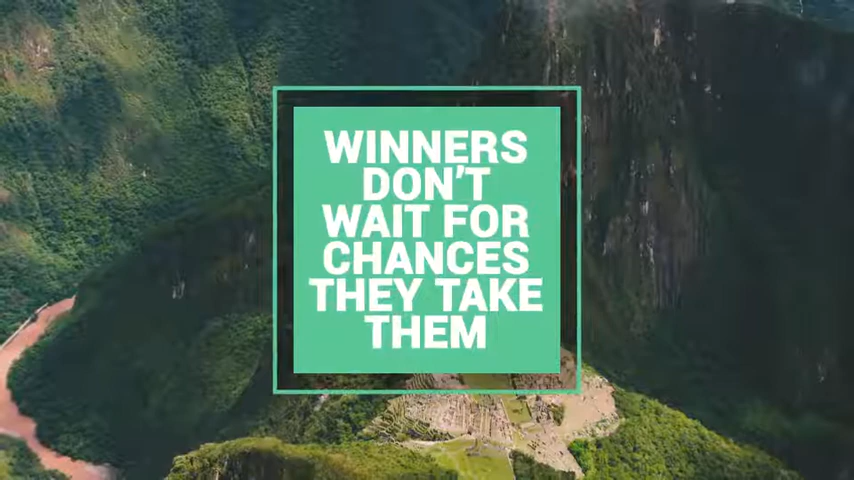 WINNERS
DON'T
WAIT FOR
CHANCES
THEY TAKE
THEM